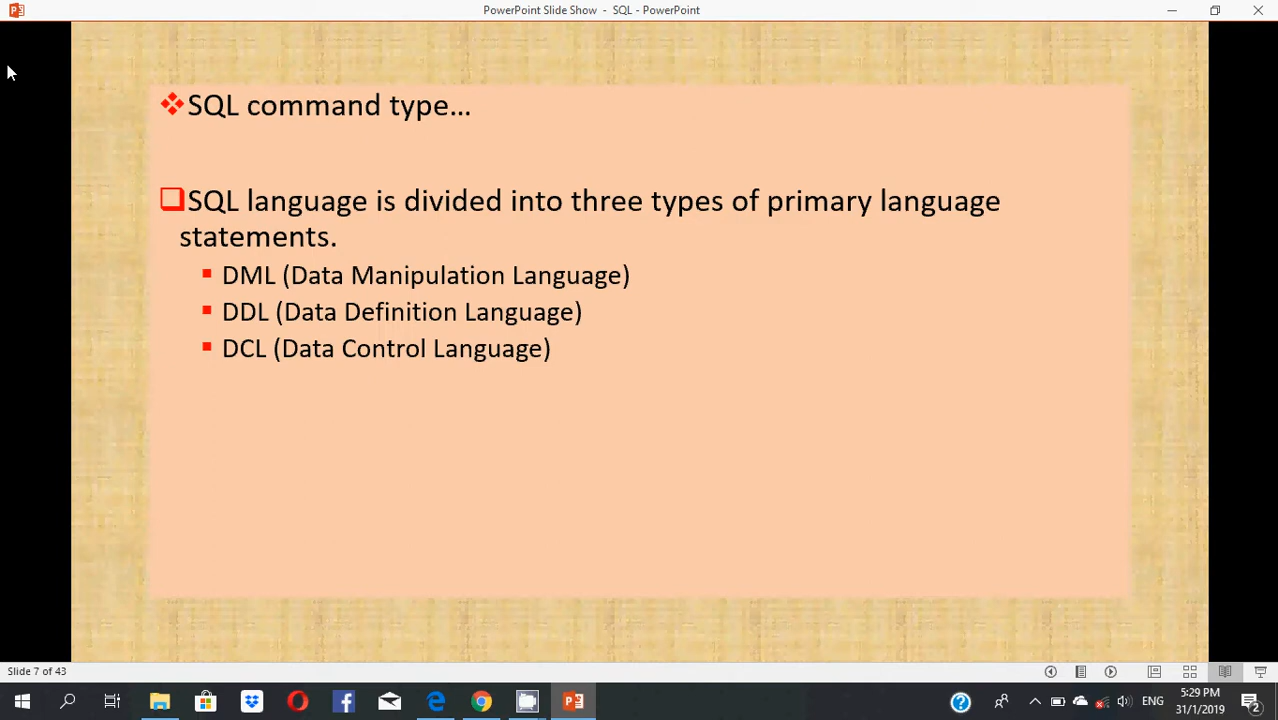 PowerPoint Slide Show - SQL - PowerPoint
SQL command type...
SQL language is divided into three types of primary language
statements.
DML (Data Manipulation Language)
DDL (Data Definition Language)
DCL (Data Control Language)
Slide 7 of 43
ENG
5:29 PM
31/1/2019
2